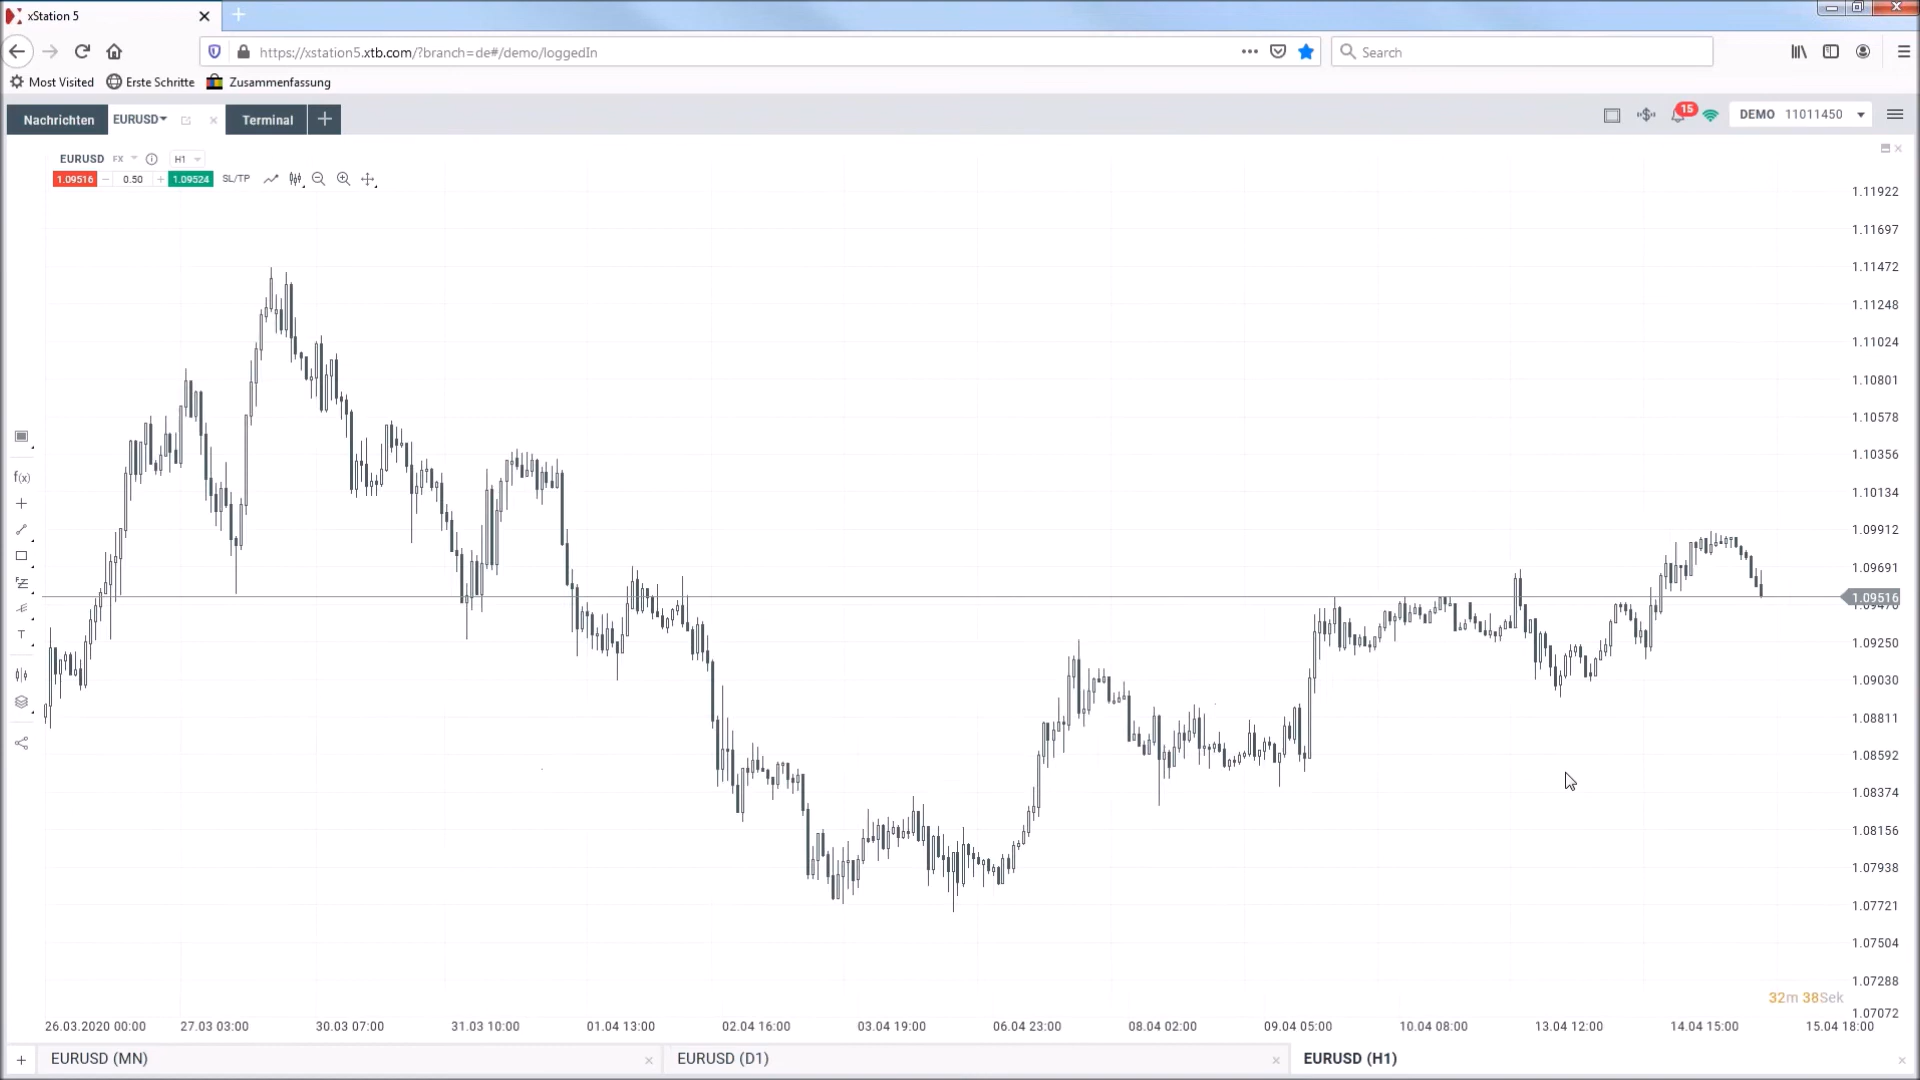 xStation 5
https://xstation5.xtb.com/?branch=de#/demo/loggedIn
Search
Most Visited
Erste Schritte
Zusammenfassung
Nachrichten
EURUSD
Terminal
15
DEMO 11011450
EURUSD FX H1
1.09516 0.50 1.09524 SL/TP
1.11922
1.11697
1.11472
1.11248
1.11024
1.10801
1.10578
1.10356
1.10134
1.09912
1.09691
1.09516
1.09470
1.09250
1.09030
1.08811
1.08592
1.08374
1.08156
1.07938
1.07721
1.07504
1.07288
1.07072
f(x)
T
32m 38Sek
26.03.2020 00:00 27.03 03:00 30.03 07:00 31.03 10:00 01.04 13:00 02.04 16:00 03.04 19:00 06.04 23:00 08.04 02:00 09.04 05:00 10.04 08:00 13.04 12:00 14.04 15:00 15.04 18:00
EURUSD (MN)
EURUSD (D1)
EURUSD (H1)